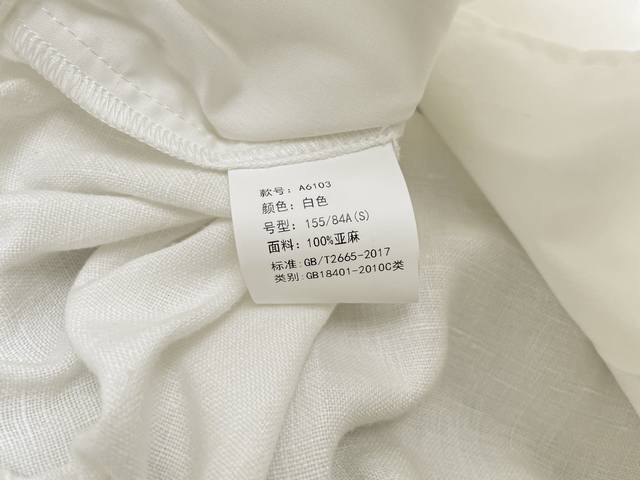 款号: A6103
颜色: 白色
号型: 155/84A(S)
面料: 100%亚麻
标准:GB/T2665-2017
类别:GB18401-2010C类